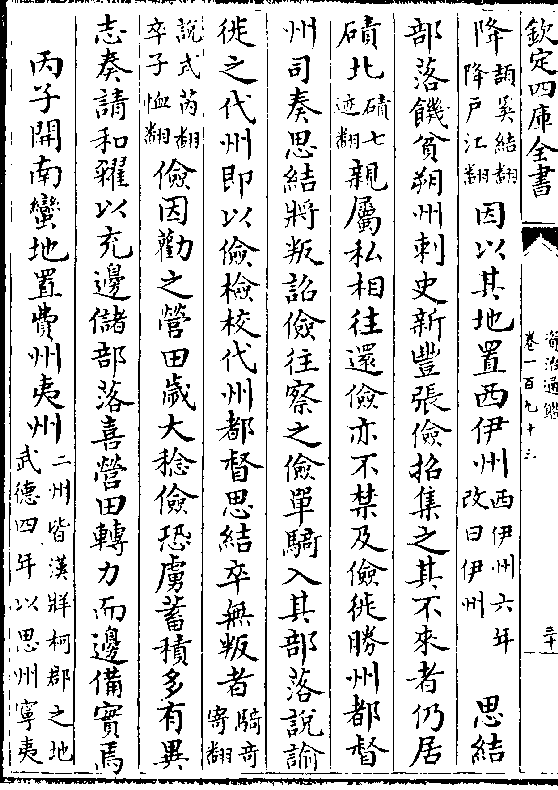 欽定四庫全書
資治通鑑
卷一百九十三
三十
降詣奚結翻降戶江翻因以其地置西伊州西伊州六年改曰伊州 思結
部落饑貧朔州刺史新豐張儉招集之其不來者仍居
磧北磧七迹翻親屬私相往還儉亦不禁及儉徙勝州都督
州司奏思結將叛詔儉往察之儉單騎入其部落說諭
徙之代州即以儉檢校代州都督思結卒無叛者騎奇寄翻
說式芮翻卒子恤翻儉因勸之營田歲大稔儉恐虜蓄積多有異
志奏請和糴以充邊儲部落喜營田轉力而邊備實焉
丙子開南蠻地置費州夷州二州皆漢牂柯郡之地武德四年以思州寧夷